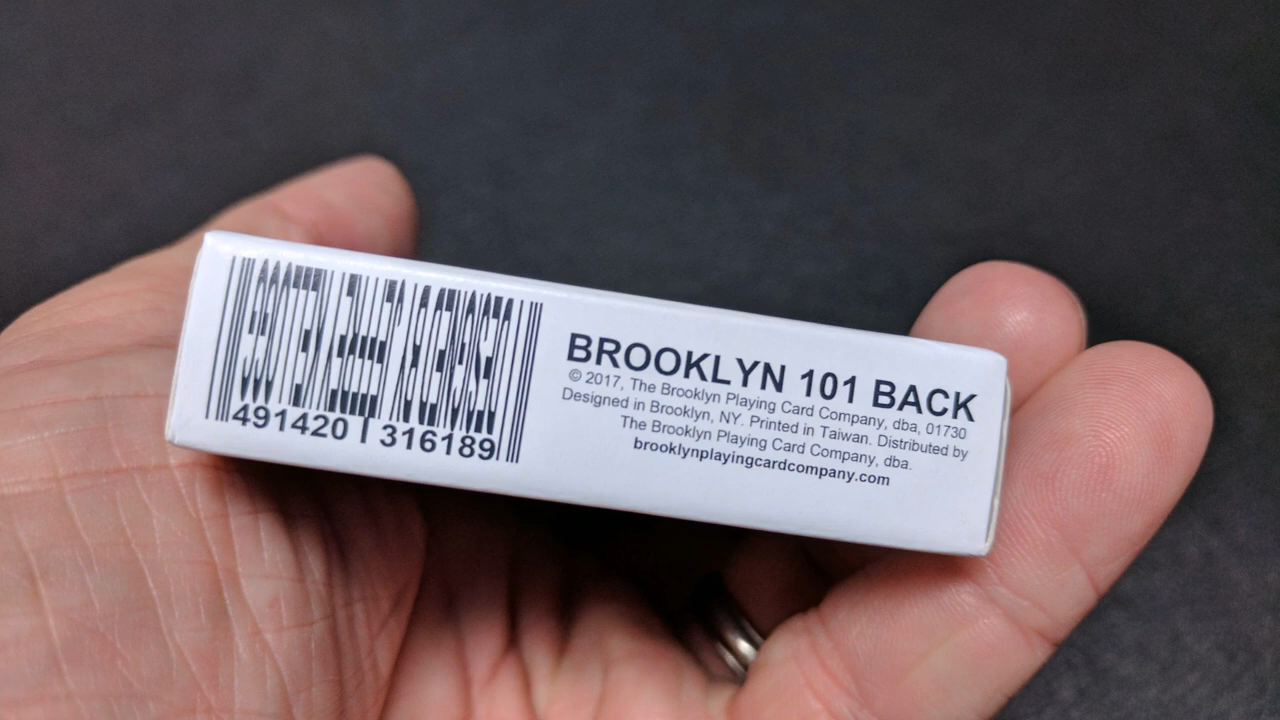 491420 316189
BROOKLYN 101 BACK
© 2017, The Brooklyn Playing Card Company, dba, 01730
Designed in Brooklyn, NY. Printed in Taiwan. Distributed by
The Brooklyn Playing Card Company, dba.
brooklynplayingcardcompany.com